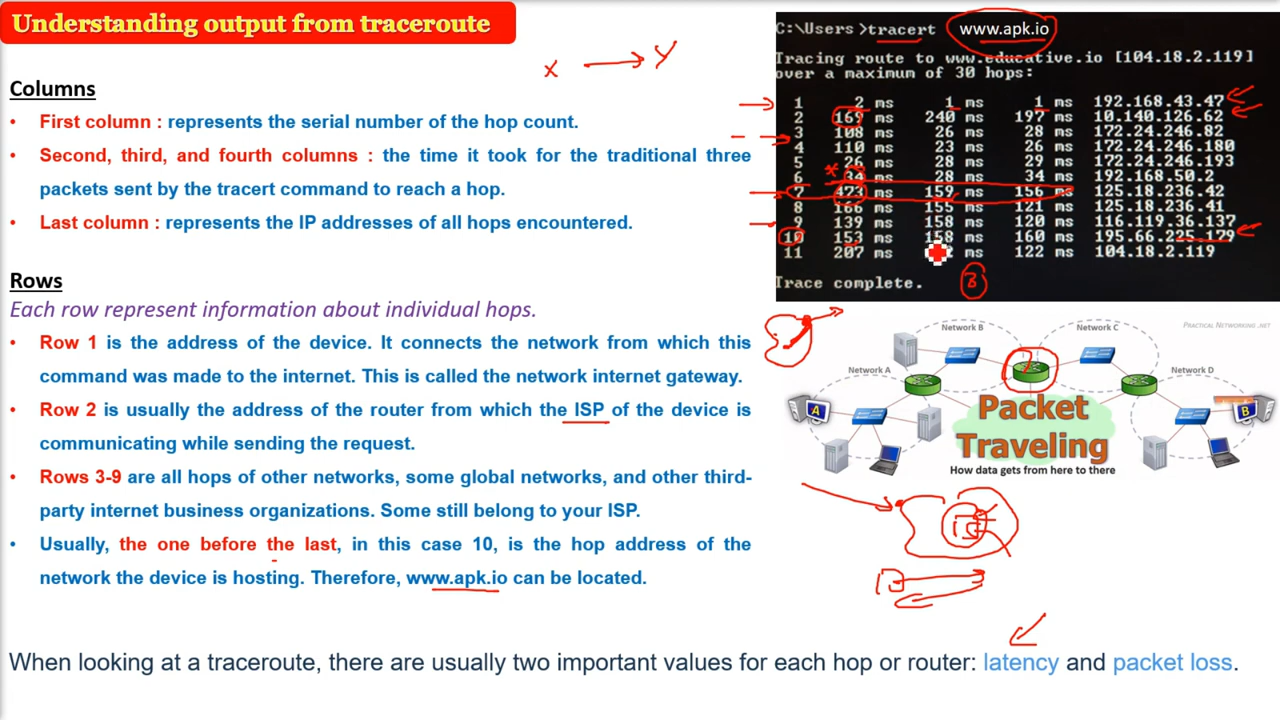 Understanding output from traceroute
X → Y
Columns
• First column : represents the serial number of the hop count.
• Second, third, and fourth columns : the time it took for the traditional three
packets sent by the tracert command to reach a hop.
• Last column : represents the IP addresses of all hops encountered.
Rows
Each row represent information about individual hops.
• Row 1 is the address of the device. It connects the network from which this
command was made to the internet. This is called the network internet gateway.
• Row 2 is usually the address of the router from which the ISP of the device is
communicating while sending the request.
• Rows 3-9 are all hops of other networks, some global networks, and other third-
party internet business organizations. Some still belong to your ISP.
• Usually, the one before the last, in this case 10, is the hop address of the
network the device is hosting. Therefore, www.apk.io can be located.
C:\Users >tracert www.apk.io
Tracing route to www.educative.io [104.18.2.119]
over a maximum of 30 hops:
1 2 ms 1 ms 1 ms 192.168.43.47
2 169 ms 240 ms 197 ms 10.140.126.62
3 108 ms 26 ms 28 ms 172.24.246.82
4 110 ms 23 ms 26 ms 172.24.246.180
5 26 ms 28 ms 29 ms 172.24.246.193
6 34 ms 28 ms 34 ms 192.168.50.2
7 473 ms 159 ms 156 ms 125.18.236.42
8 166 ms 155 ms 121 ms 125.18.236.41
9 139 ms 158 ms 120 ms 116.119.36.137
10 153 ms 158 ms 160 ms 195.66.225.179
11 207 ms ms 122 ms 104.18.2.119
Trace complete.
PRACTICAL NETWORKING .NET
Network B
Network C
Network A
Network D
A
B
Packet
Traveling
How data gets from here to there
When looking at a traceroute, there are usually two important values for each hop or router: latency and packet loss.